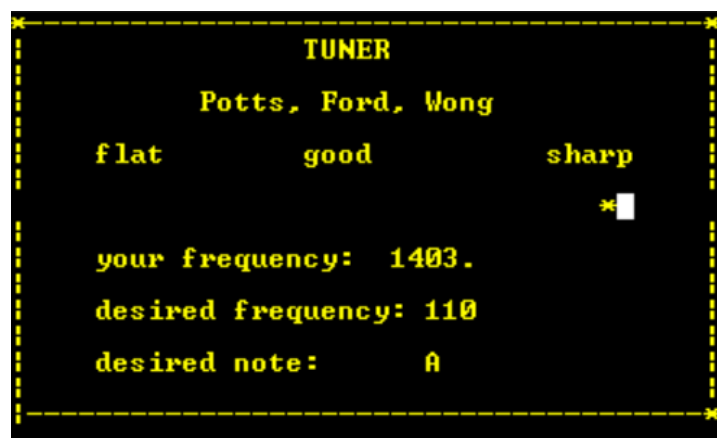 TUNER
Potts, Ford, Wong
flat good sharp
*
your frequency: 1403.
desired frequency: 110
desired note: A